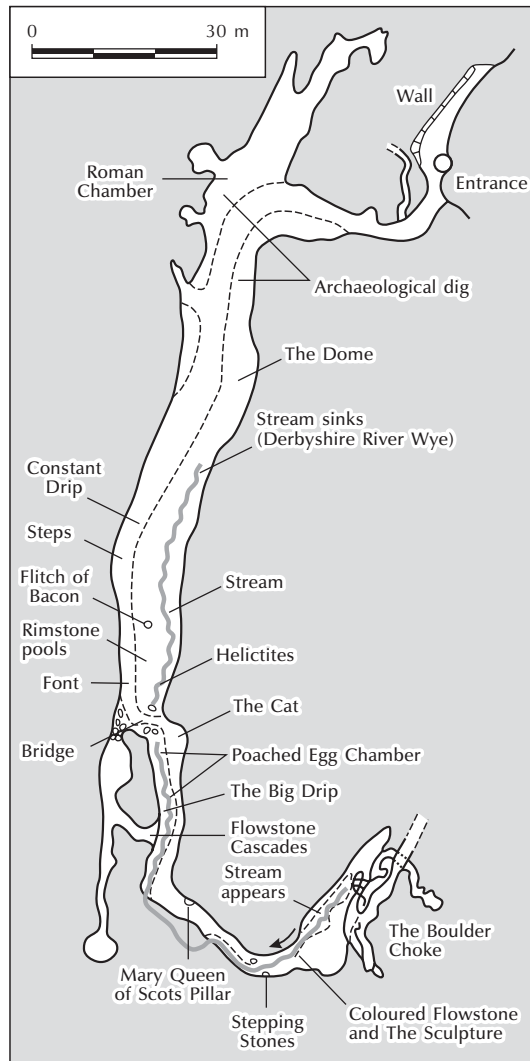 0
30 m
Wall
Roman
Chamber
Entrance
Archaeological dig
The Dome
Stream sinks
(Derbyshire River Wye)
Constant
Drip
Steps
Flitch of
Bacon
Stream
Rimstone
pools
Helictites
Font
The Cat
Bridge
Poached Egg Chamber
The Big Drip
Flowstone
Cascades
Stream
appears
The Boulder
Choke
Mary Queen
of Scots Pillar
Coloured Flowstone
and The Sculpture
Stepping
Stones